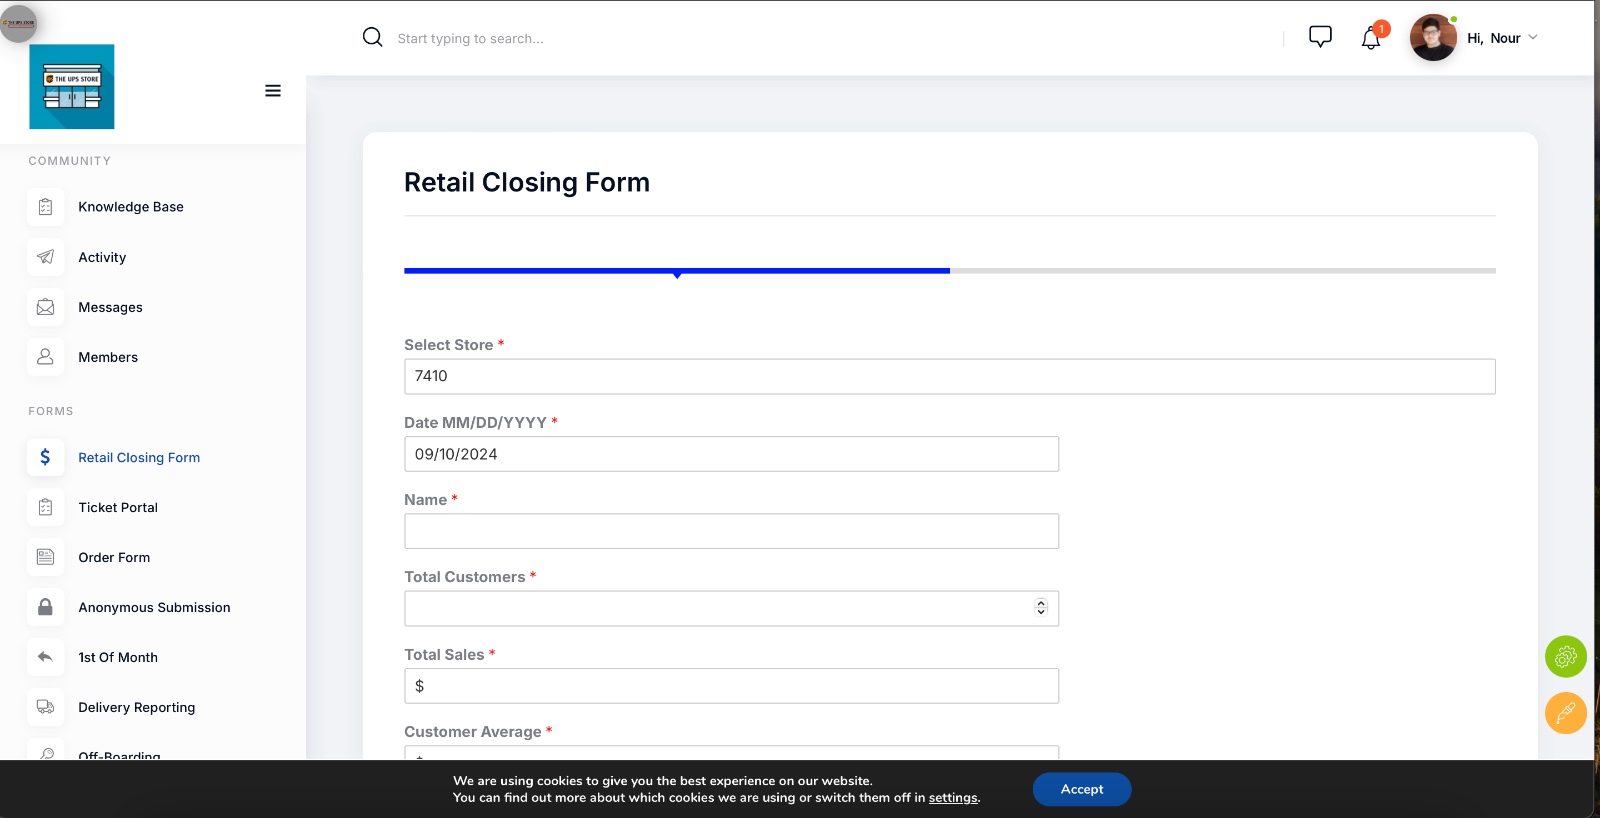 THE UPS STORE
Start typing to search...
1
Hi, Nour
THE UPS STORE
COMMUNITY
Knowledge Base
Activity
Messages
Members
FORMS
$
Retail Closing Form
Ticket Portal
Order Form
Anonymous Submission
1st Of Month
Delivery Reporting
Off-Boarding
Retail Closing Form
Select Store *
7410
Date MM/DD/YYYY *
09/10/2024
Name *
Total Customers *
Total Sales *
$
Customer Average *
We are using cookies to give you the best experience on our website.
You can find out more about which cookies we are using or switch them off in settings.
Accept